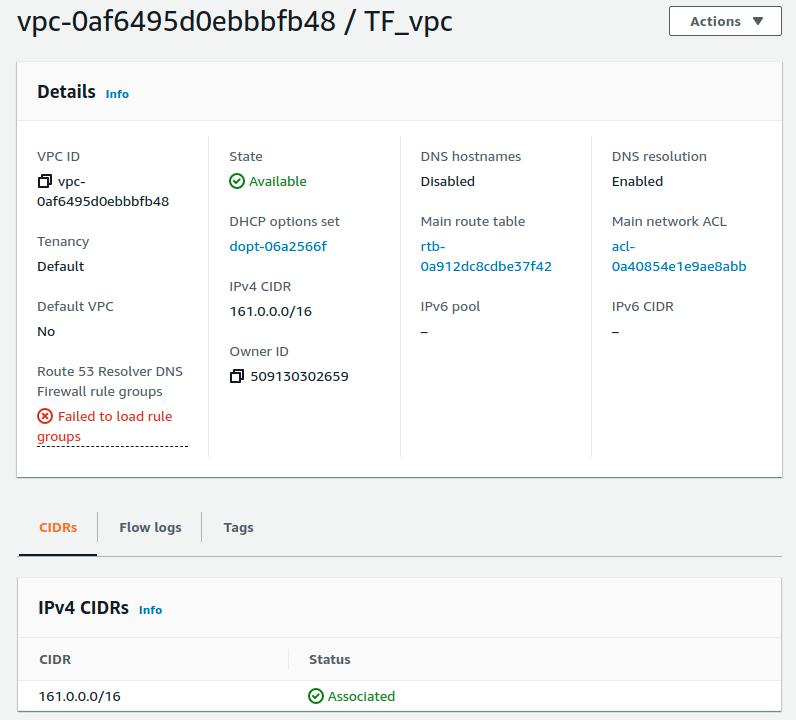 vpc-0af6495d0ebbbfb48 / TF_vpc
Actions
Details Info
VPC ID
vpc-
0af6495d0ebbbfb48
Tenancy
Default
Default VPC
No
Route 53 Resolver DNS
Firewall rule groups
Failed to load rule
groups
State
Available
DHCP options set
dopt-06a2566f
IPv4 CIDR
161.0.0.0/16
Owner ID
509130302659
DNS hostnames
Disabled
Main route table
rtb-
0a912dc8cdbe37f42
IPv6 pool
–
DNS resolution
Enabled
Main network ACL
acl-
0a40854e1e9ae8abb
IPv6 CIDR
–
CIDRs
Flow logs
Tags
IPv4 CIDRs Info
CIDR Status
161.0.0.0/16 Associated